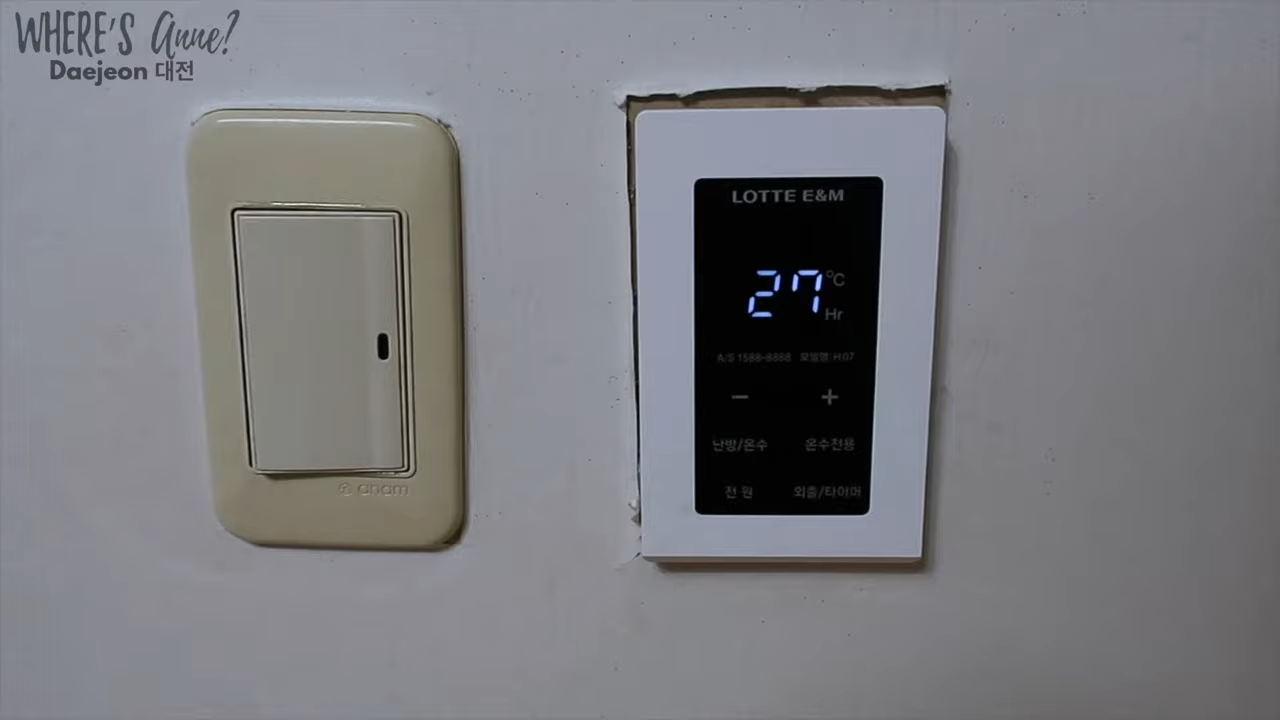 WHERE'S Anne?
Daejeon 대전
LOTTE E&M
27 °C
Hr
A/S 1588-8868 모델명 H07
− +
난방/온수 온수전용
전원 외출/타이머
anam